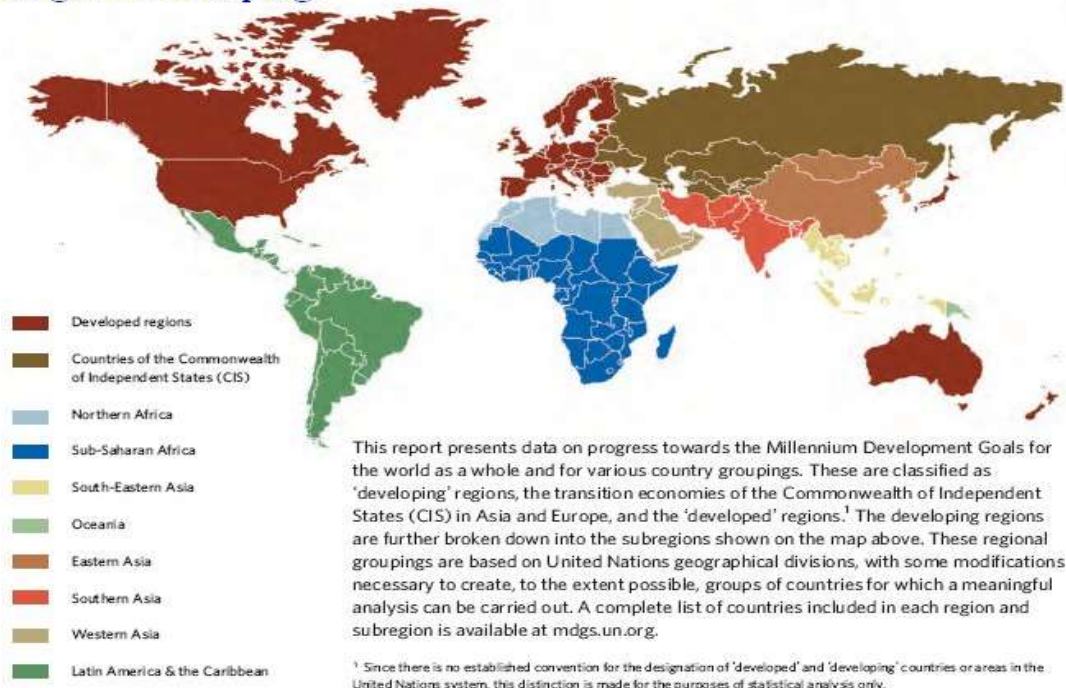 Developed regions
Countries of the Commonwealth
of Independent States (CIS)
Northern Africa
Sub-Saharan Africa
South-Eastern Asia
Oceania
Eastern Asia
Southern Asia
Western Asia
Latin America & the Caribbean
This report presents data on progress towards the Millennium Development Goals for
the world as a whole and for various country groupings. These are classified as
'developing' regions, the transition economies of the Commonwealth of Independent
States (CIS) in Asia and Europe, and the 'developed' regions.¹ The developing regions
are further broken down into the subregions shown on the map above. These regional
groupings are based on United Nations geographical divisions, with some modifications
necessary to create, to the extent possible, groups of countries for which a meaningful
analysis can be carried out. A complete list of countries included in each region and
subregion is available at mdgs.un.org.
¹ Since there is no established convention for the designation of 'developed' and 'developing' countries or areas in the
United Nations system, this distinction is made for the purposes of statistical analysis only.